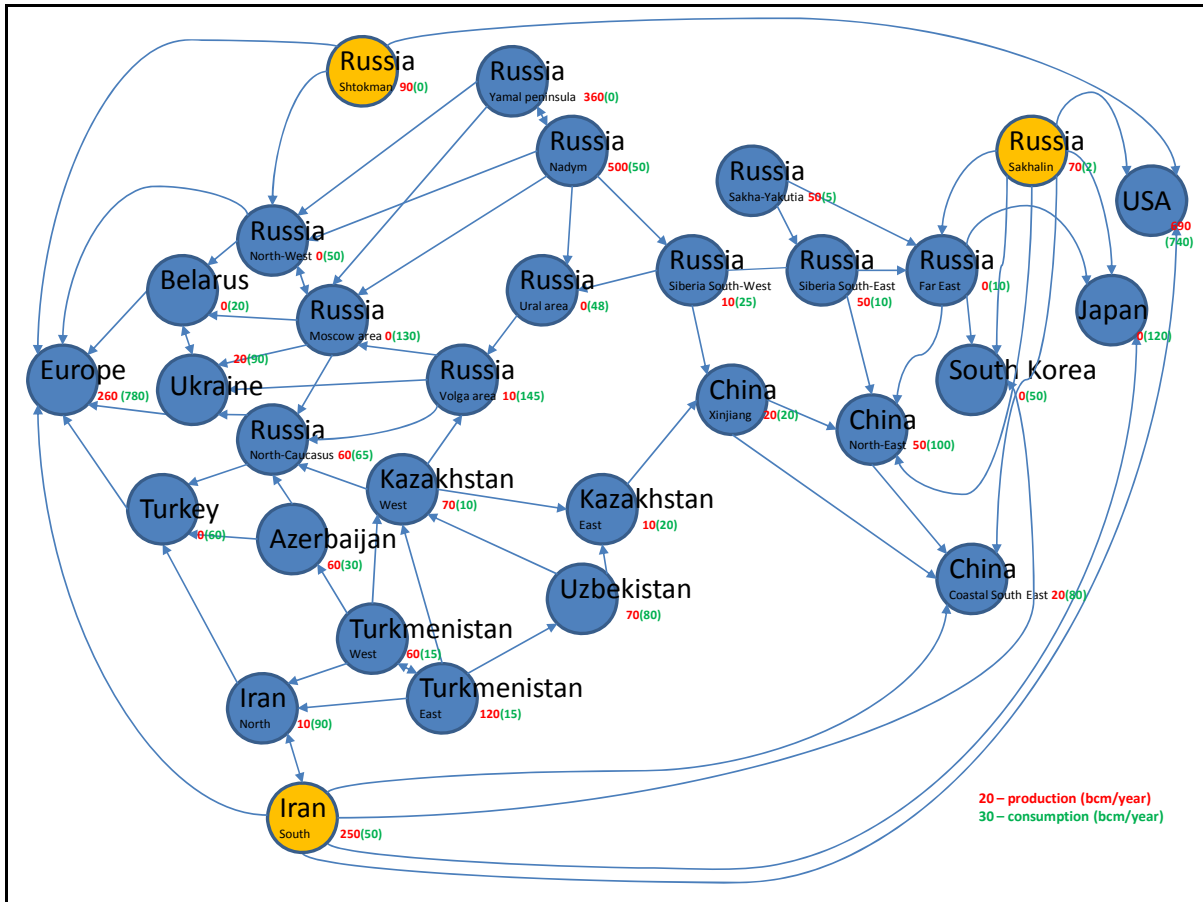 Russia
Shtokman 90(0)
Russia
Yamal peninsula 360(0)
Russia
Nadym 500(50)
Russia
Sakha-Yakutia 50(5)
Russia
Sakhalin 70(2)
USA
690
(740)
Russia
North-West 0(50)
Belarus
0(20)
Russia
Moscow area 0(130)
Russia
Ural area 0(48)
Russia
Siberia South-West
10(25)
Russia
Siberia South-East
50(10)
Russia
Far East 0(10)
Japan
0(120)
Europe
260 (780)
20(90)
Ukraine
Russia
Volga area 10(145)
China
Xinjiang 20(20)
China
North-East 50(100)
South Korea
0(50)
Russia
North-Caucasus 60(65)
Turkey
0(60)
Azerbaijan
60(30)
Kazakhstan
West 70(10)
Kazakhstan
East 10(20)
Uzbekistan
70(80)
China
Coastal South East 20(80)
Turkmenistan
West 60(15)
Turkmenistan
East 120(15)
Iran
North 10(90)
Iran
South 250(50)
20 – production (bcm/year)
30 – consumption (bcm/year)